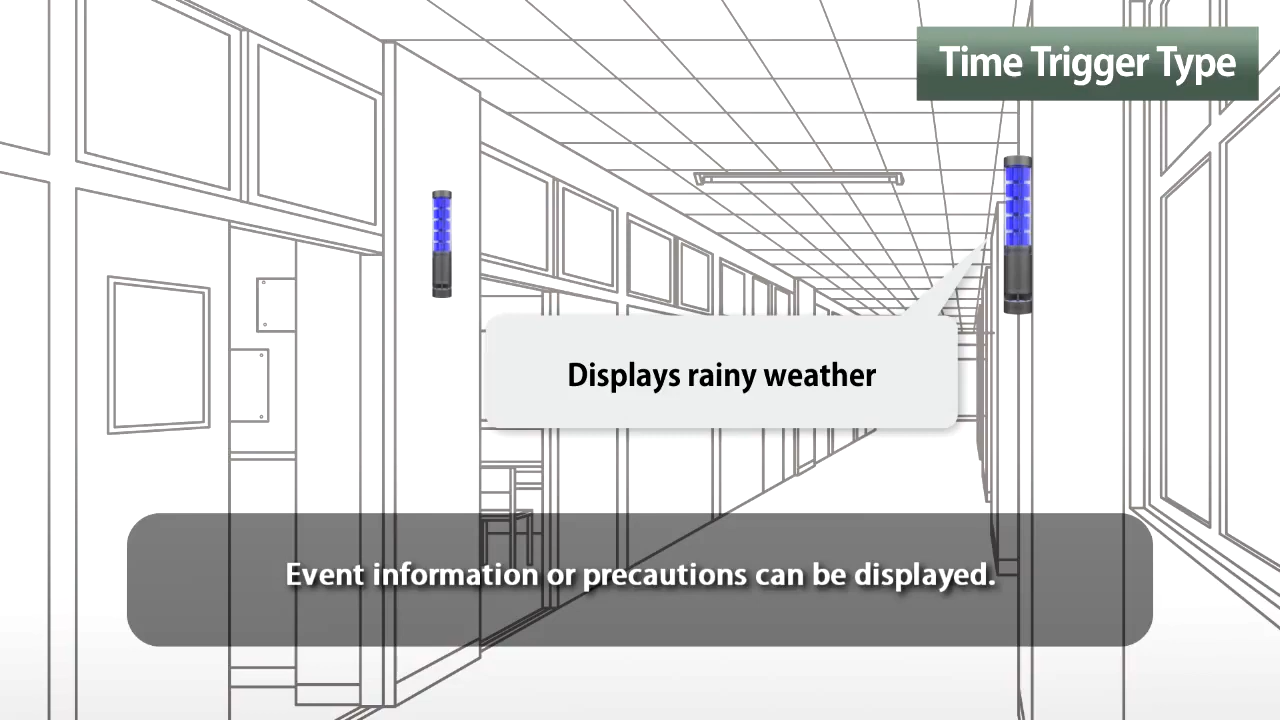 Time Trigger Type
Displays rainy weather
Event information or precautions can be displayed.